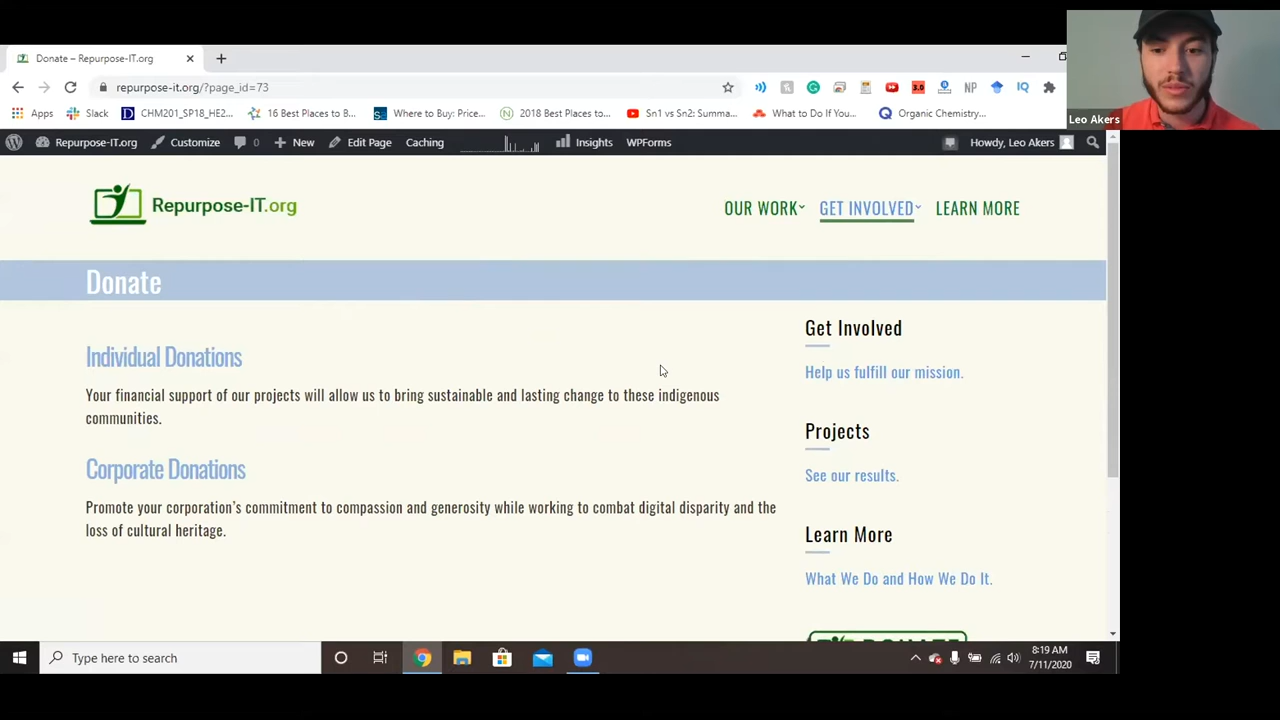 Donate – Repurpose-IT.org
repurpose-it.org/?page_id=73
3.0
NP
IQ
Apps
Slack
CHM201_SP18_HE2...
16 Best Places to B...
Where to Buy: Price...
2018 Best Places to...
Sn1 vs Sn2: Summa...
What to Do If You...
Organic Chemistry...
Leo Akers
Repurpose-IT.org
Customize
0
New
Edit Page
Caching
Insights
WPForms
Howdy, Leo Akers
Repurpose-IT.org
OUR WORK
GET INVOLVED
LEARN MORE
Donate
Individual Donations
Your financial support of our projects will allow us to bring sustainable and lasting change to these indigenous
communities.
Corporate Donations
Promote your corporation’s commitment to compassion and generosity while working to combat digital disparity and the
loss of cultural heritage.
Get Involved
Help us fulfill our mission.
Projects
See our results.
Learn More
What We Do and How We Do It.
DONATE
Type here to search
8:19 AM
7/11/2020